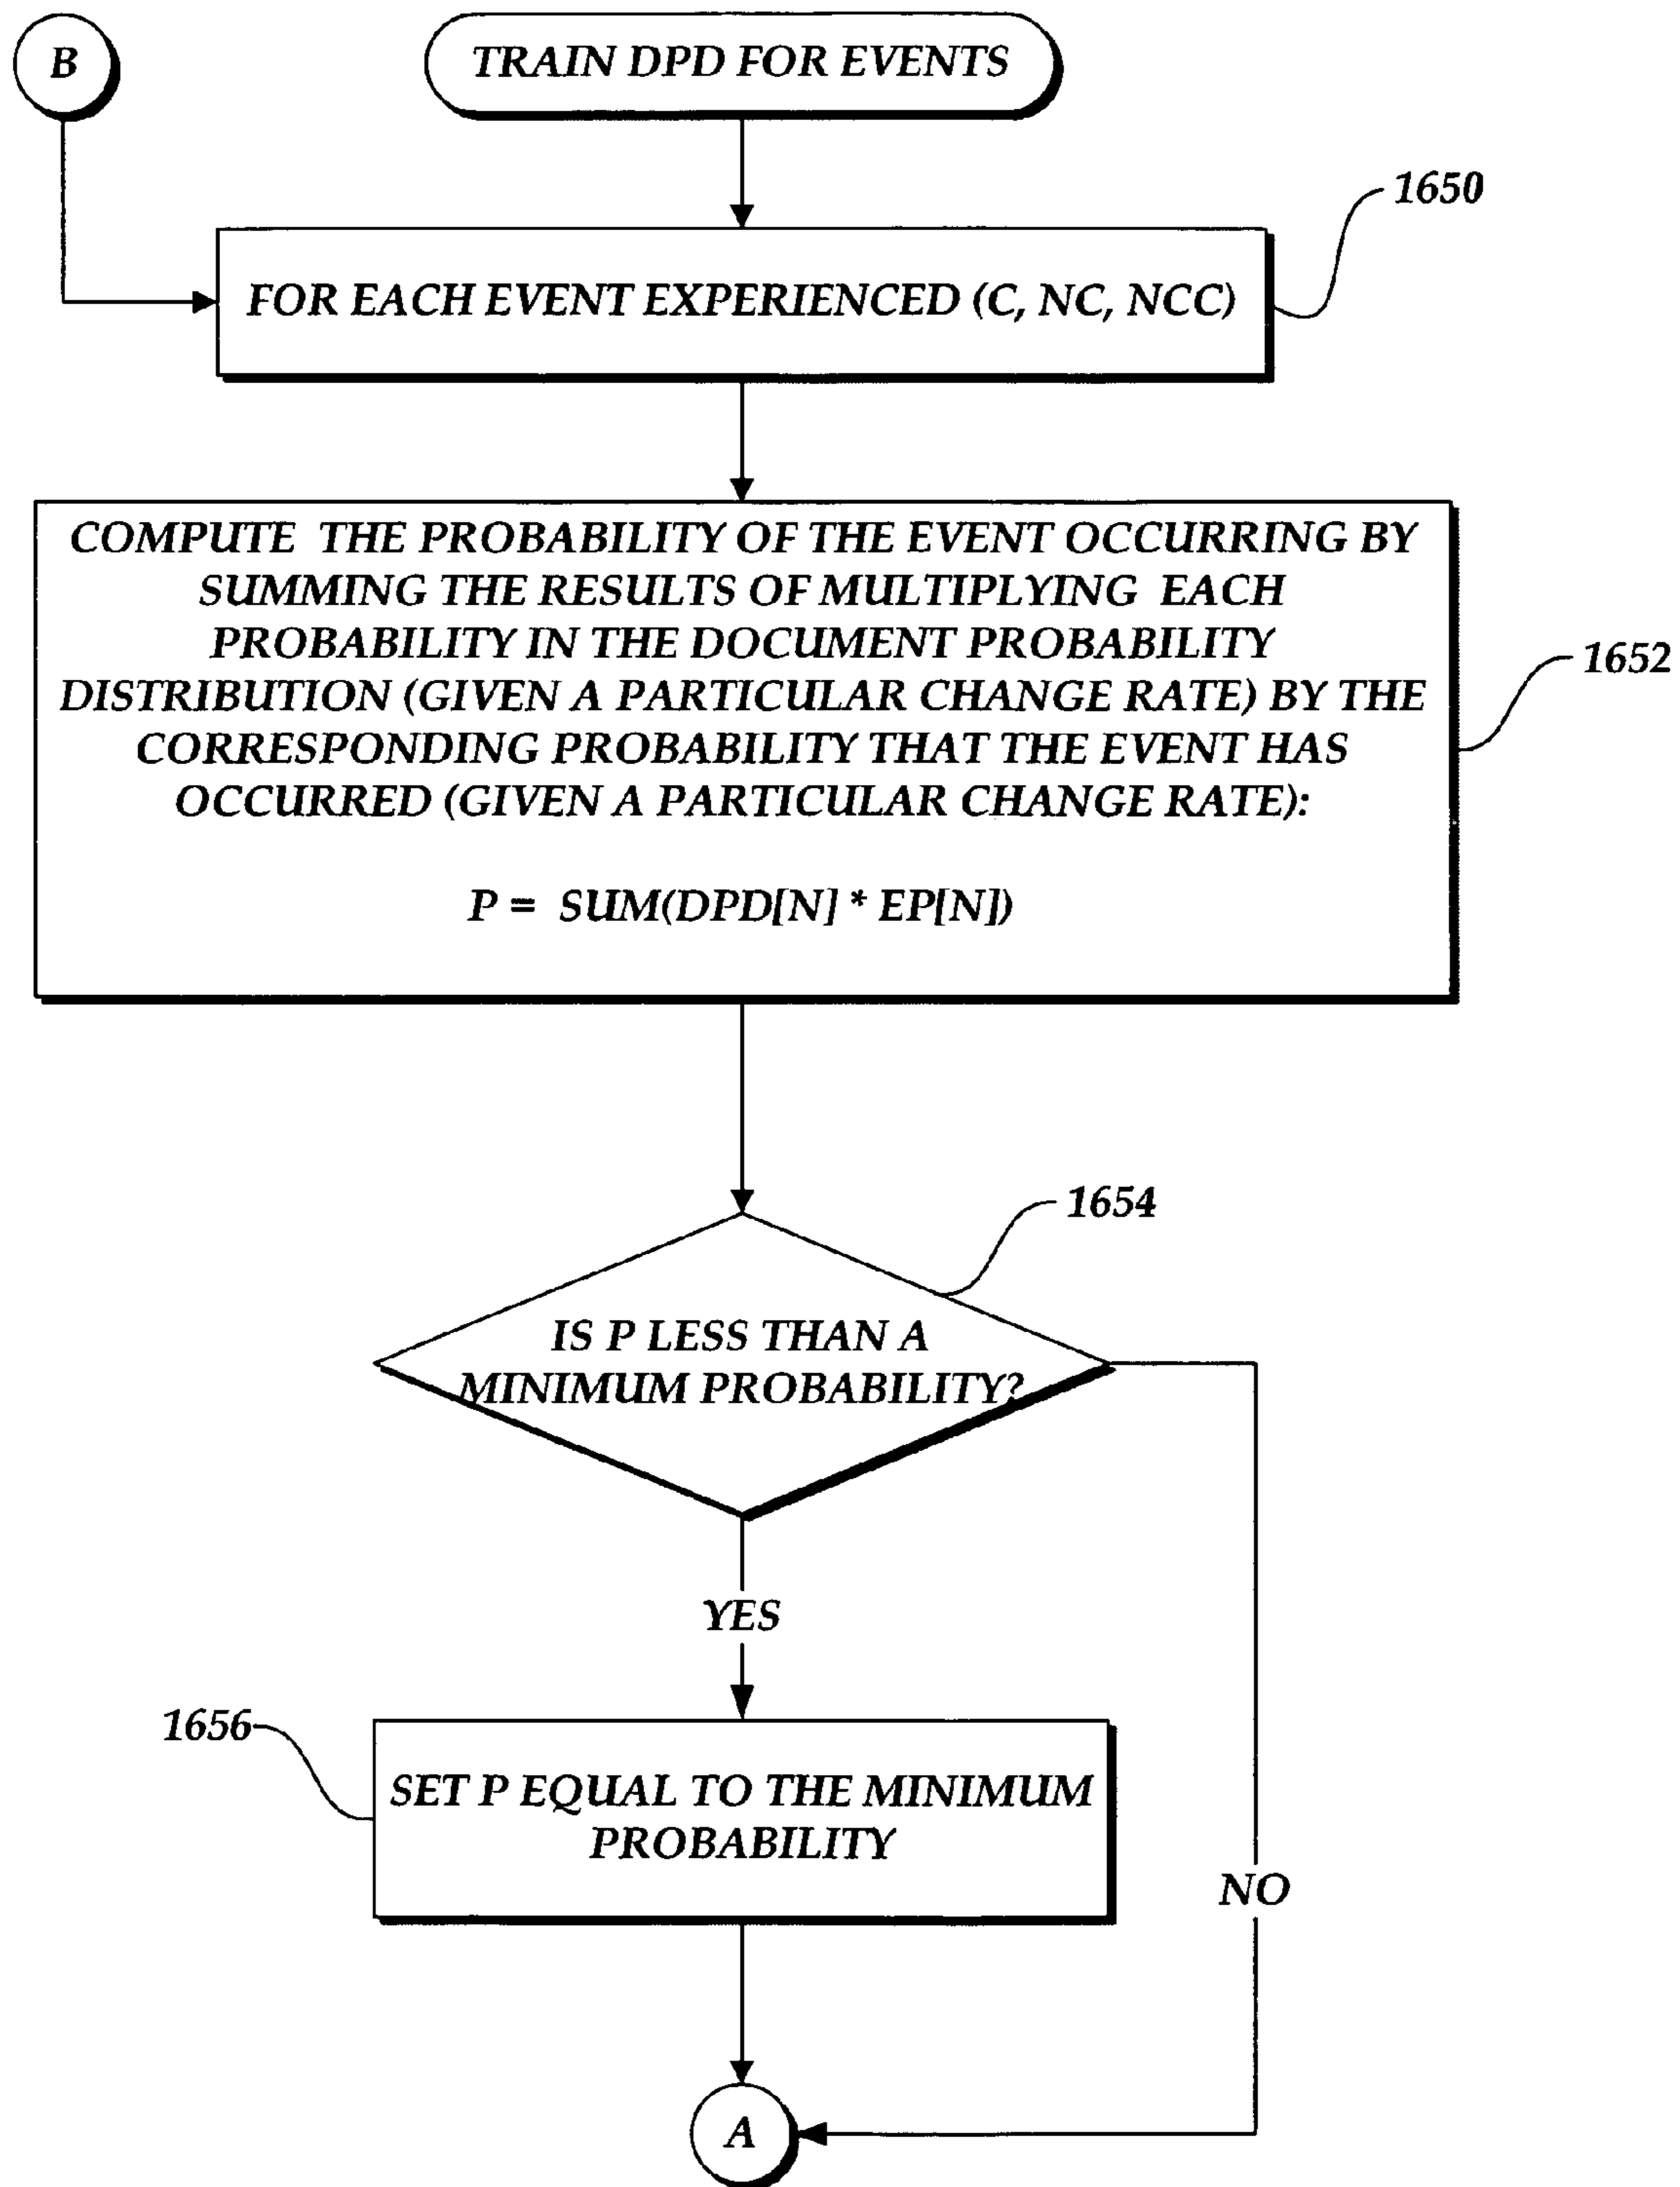 B
TRAIN DPD FOR EVENTS
1650
FOR EACH EVENT EXPERIENCED (C, NC, NCC)
COMPUTE THE PROBABILITY OF THE EVENT OCCURRING BY
SUMMING THE RESULTS OF MULTIPLYING EACH
PROBABILITY IN THE DOCUMENT PROBABILITY
DISTRIBUTION (GIVEN A PARTICULAR CHANGE RATE) BY THE
CORRESPONDING PROBABILITY THAT THE EVENT HAS
OCCURRED (GIVEN A PARTICULAR CHANGE RATE):
P = SUM(DPD[N] * EP[N])
1652
1654
IS P LESS THAN A
MINIMUM PROBABILITY?
YES
1656
SET P EQUAL TO THE MINIMUM
PROBABILITY
NO
A